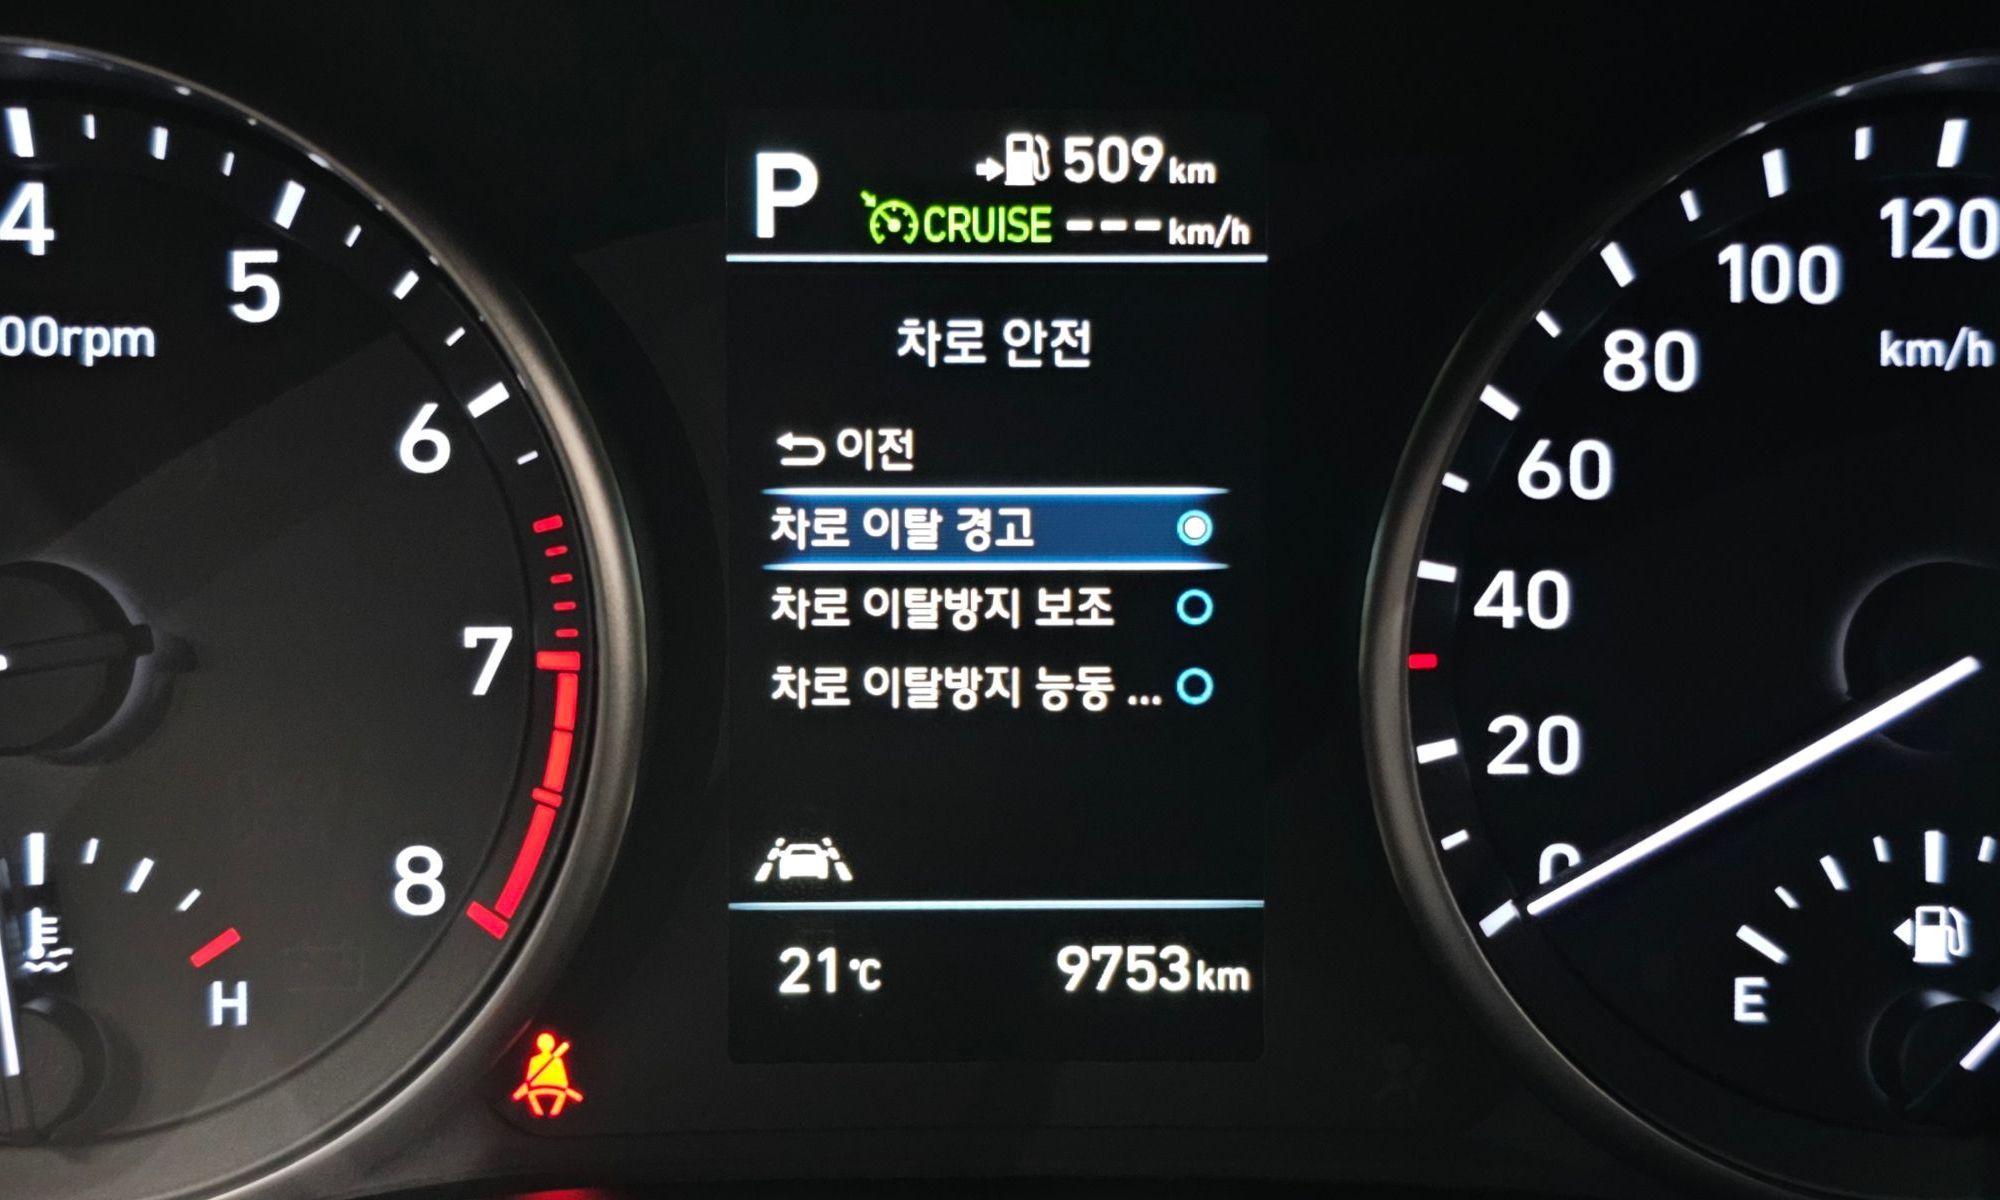 P
509km
CRUISE ---km/h
차로 안전
이전
차로 이탈 경고
차로 이탈방지 보조
차로 이탈방지 능동 ...
21℃
9753km
4
5
00rpm
6
7
8
H
120
100
km/h
80
60
40
20
0
E